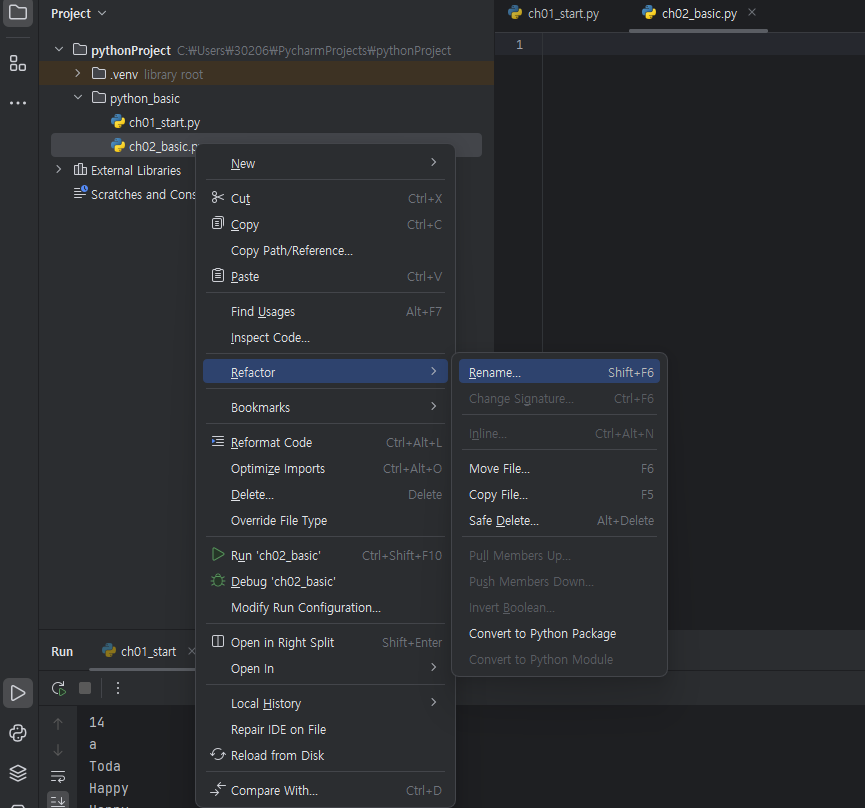 Project
ch01_start.py
ch02_basic.py
pythonProject C:₩Users₩30206₩PycharmProjects₩pythonProject
1
.venv library root
python_basic
ch01_start.py
ch02_basic.p
External Libraries
Scratches and Cons
New
Cut Ctrl+X
Copy Ctrl+C
Copy Path/Reference...
Paste Ctrl+V
Find Usages Alt+F7
Inspect Code...
Refactor
Bookmarks
Reformat Code Ctrl+Alt+L
Optimize Imports Ctrl+Alt+O
Delete... Delete
Override File Type
Run 'ch02_basic' Ctrl+Shift+F10
Debug 'ch02_basic'
Modify Run Configuration...
Open in Right Split Shift+Enter
Open In
Local History
Repair IDE on File
Reload from Disk
Compare With... Ctrl+D
Rename... Shift+F6
Change Signature... Ctrl+F6
Inline... Ctrl+Alt+N
Move File... F6
Copy File... F5
Safe Delete... Alt+Delete
Pull Members Up...
Push Members Down...
Invert Boolean...
Convert to Python Package
Convert to Python Module
Run
ch01_start
14
a
Toda
Happy